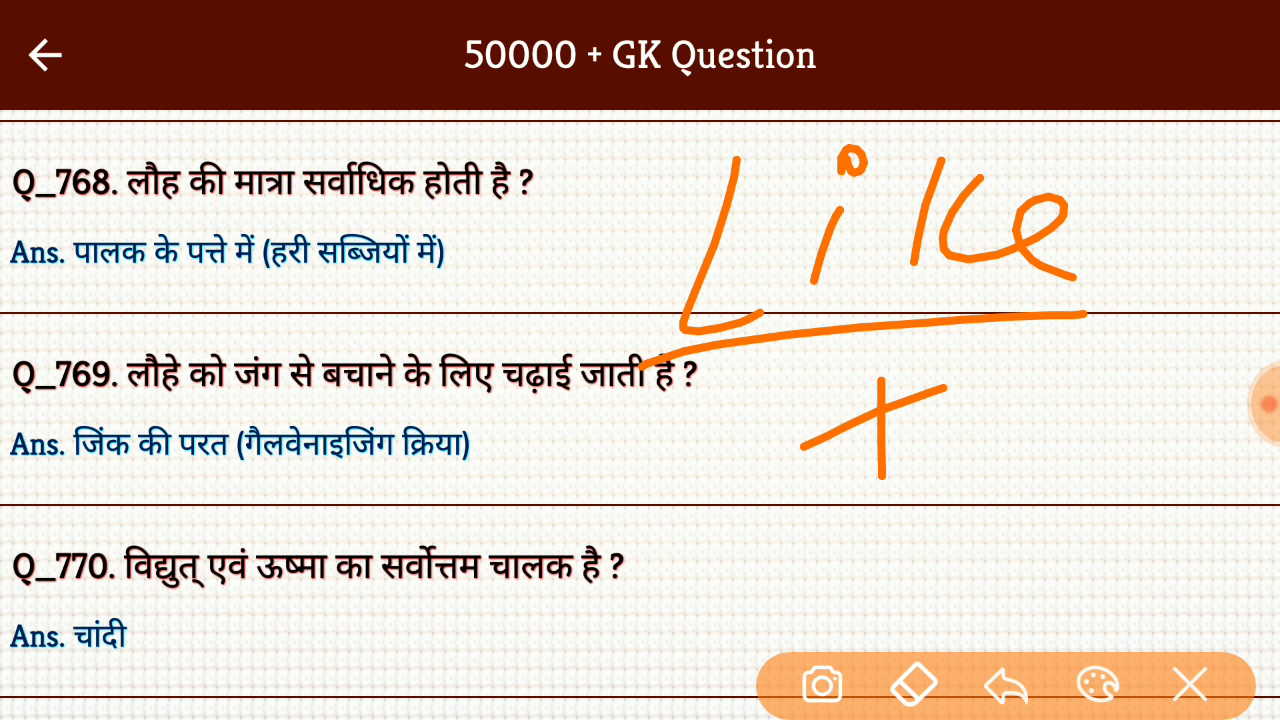 50000 + GK Question
Q_768. लौह की मात्रा सर्वाधिक होती है ?
Ans. पालक के पत्ते में (हरी सब्जियों में)
Like
+
Q_769. लौहे को जंग से बचाने के लिए चढ़ाई जाती है ?
Ans. जिंक की परत (गैलवेनाइजिंग क्रिया)
Q_770. विद्युत् एवं ऊष्मा का सर्वोत्तम चालक है ?
Ans. चांदी